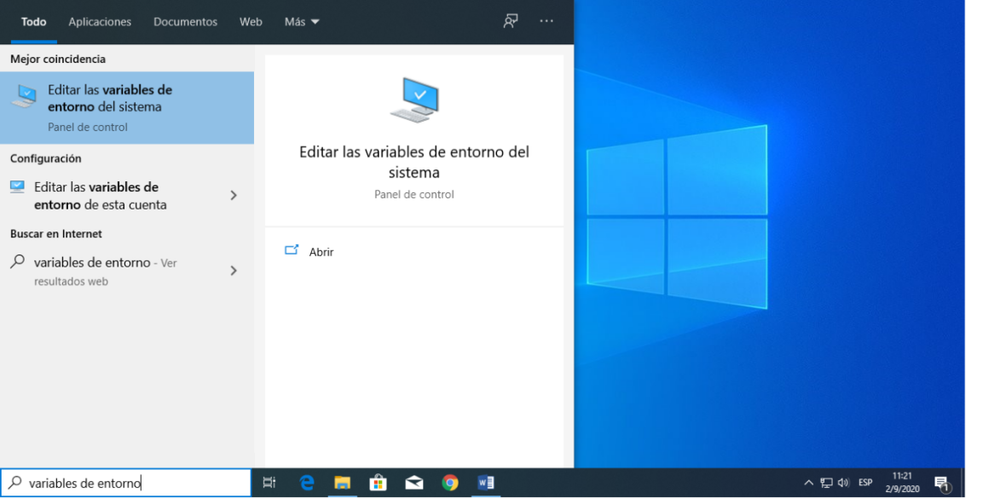 Todo Aplicaciones Documentos Web Más
Mejor coincidencia
Editar las variables de
entorno del sistema
Panel de control
Configuración
Editar las variables de
entorno de esta cuenta
Buscar en Internet
variables de entorno - Ver
resultados web
Editar las variables de entorno del
sistema
Panel de control
Abrir
variables de entorno
ESP
11:21
2/9/2020
1